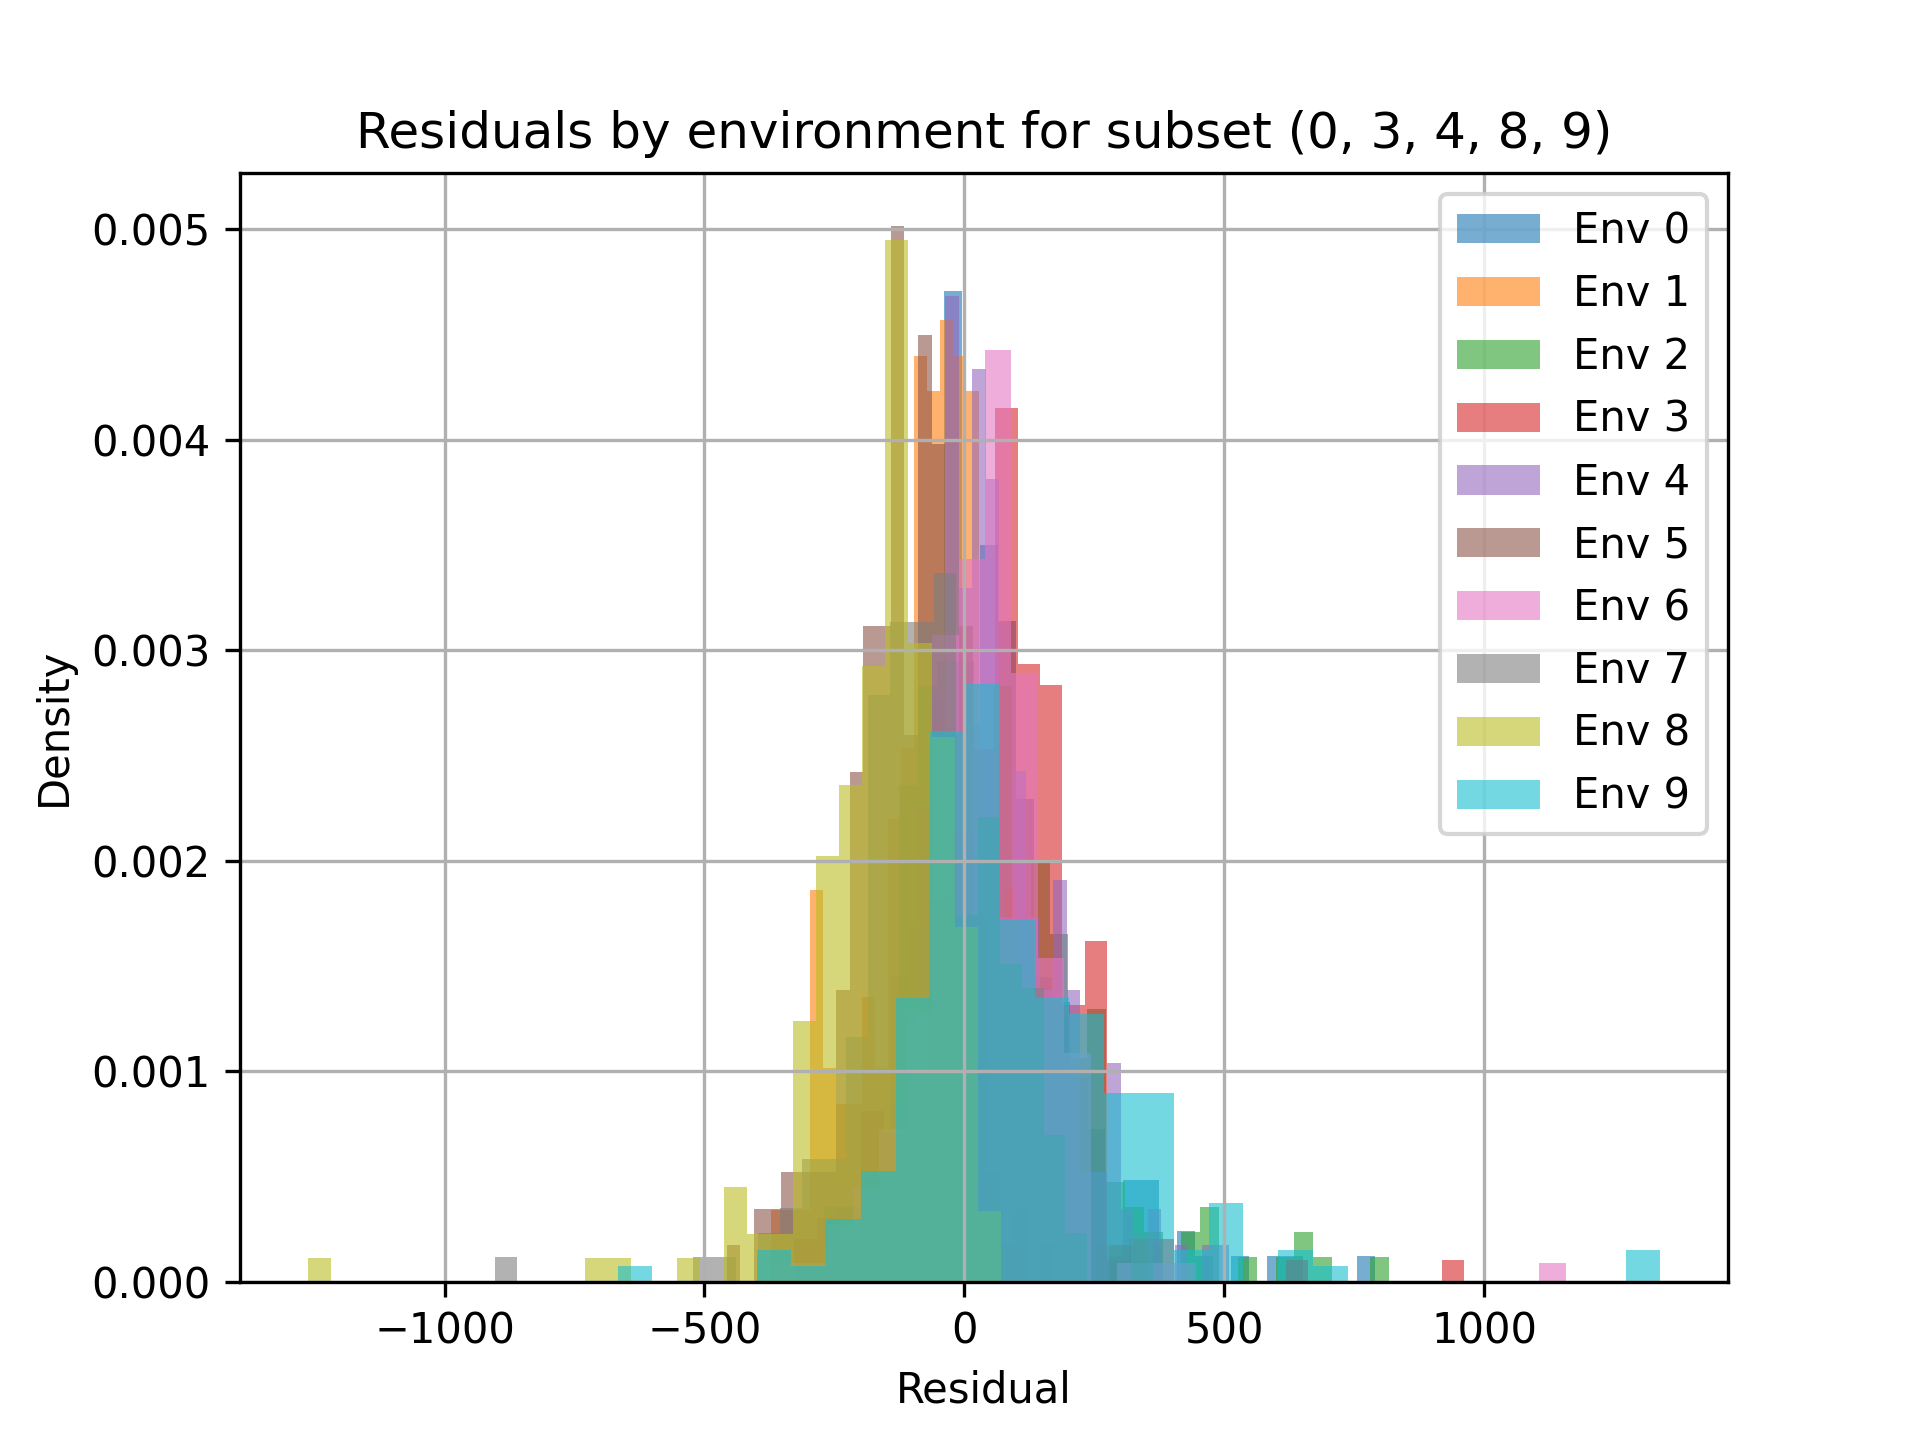 Residuals by environment for subset (0, 3, 4, 8, 9)
0.005
0.004
0.003
0.002
0.001
0.000
Density
−1000
−500
0
500
1000
Residual
Env 0
Env 1
Env 2
Env 3
Env 4
Env 5
Env 6
Env 7
Env 8
Env 9